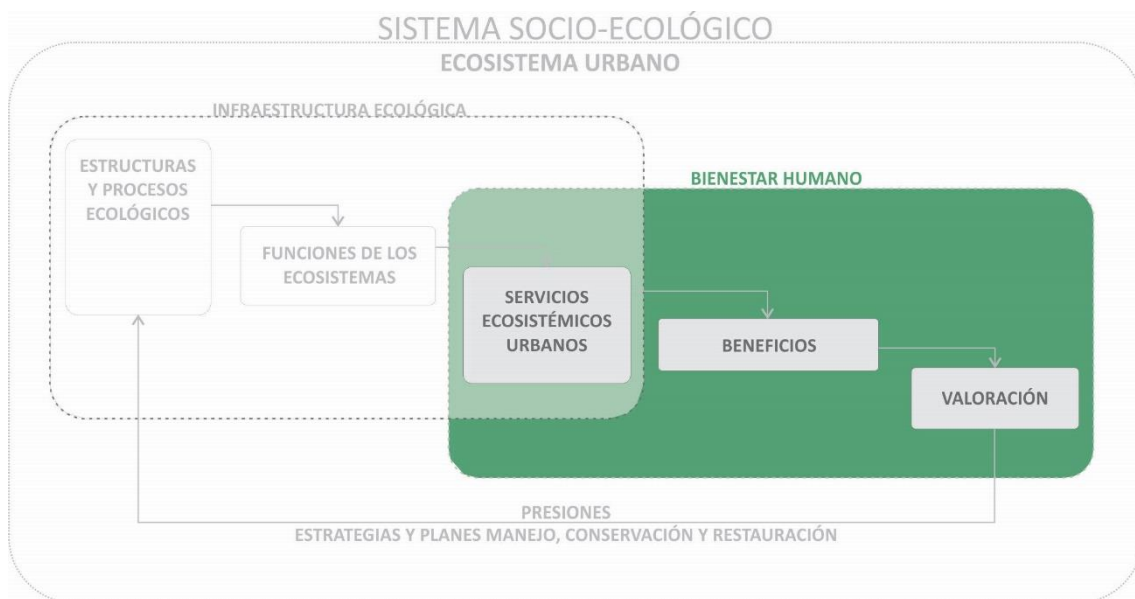 SISTEMA SOCIO-ECOLÓGICO
ECOSISTEMA URBANO
INFRAESTRUCTURA ECOLÓGICA
ESTRUCTURAS
Y PROCESOS
ECOLÓGICOS
BIENESTAR HUMANO
FUNCIONES DE LOS
ECOSISTEMAS
SERVICIOS
ECOSISTÉMICOS
URBANOS
BENEFICIOS
VALORACIÓN
PRESIONES
ESTRATEGIAS Y PLANES MANEJO, CONSERVACIÓN Y RESTAURACIÓN